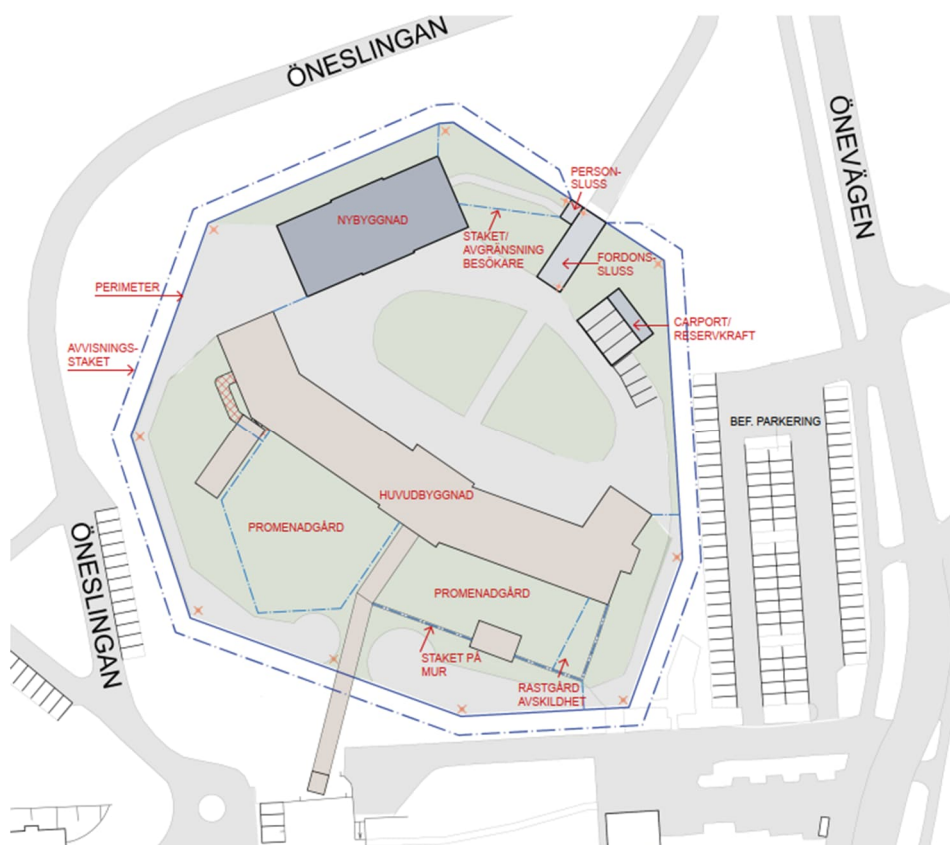 ÖNESLINGAN
ÖNEVÄGEN
PERSON-
SLUSS
NYBYGGNAD
STAKET/
AVGRÄNSNING
BESÖKARE
FORDONS-
SLUSS
PERIMETER
CARPORT/
RESERVKRAFT
AVVISNINGS-
STAKET
BEF. PARKERING
HUVUDBYGGNAD
PROMENADGÅRD
ÖNESLINGAN
PROMENADGÅRD
STAKET PÅ
MUR
RASTGÅRD
AVSKILDHET